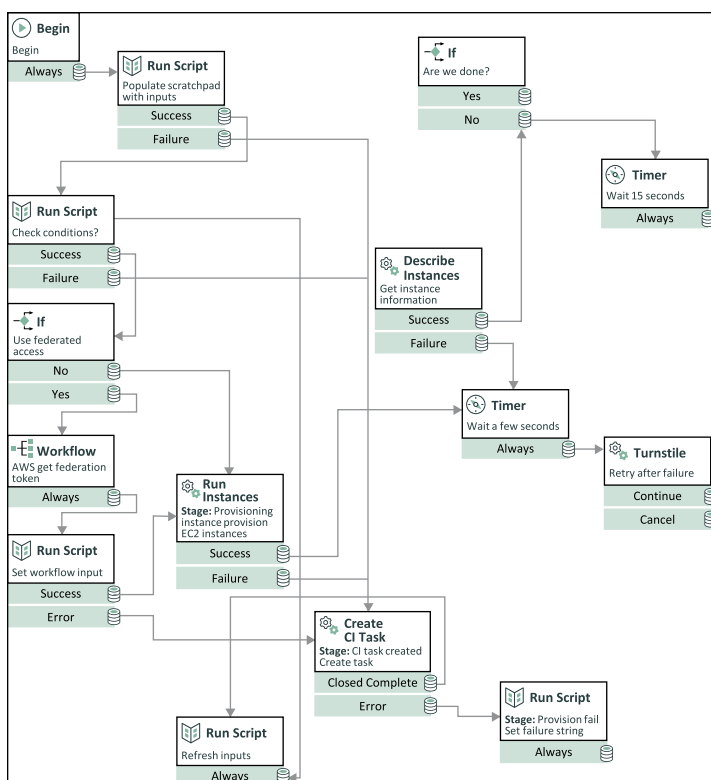 Begin
Begin
Always
Run Script
Populate scratchpad
with inputs
Success
Failure
If
Are we done?
Yes
No
Timer
Wait 15 seconds
Always
Run Script
Check conditions?
Success
Failure
Describe
Instances
Get instance
information
Success
Failure
If
Use federated
access
No
Yes
Timer
Wait a few seconds
Always
Turnstile
Retry after failure
Continue
Cancel
Workflow
AWS get federation
token
Always
Run
Instances
Stage: Provisioning
instance provision
EC2 instances
Success
Failure
Run Script
Set workflow input
Success
Error
Create
CI Task
Stage: CI task created
Create task
Closed Complete
Error
Run Script
Stage: Provision fail
Set failure string
Always
Run Script
Refresh inputs
Always